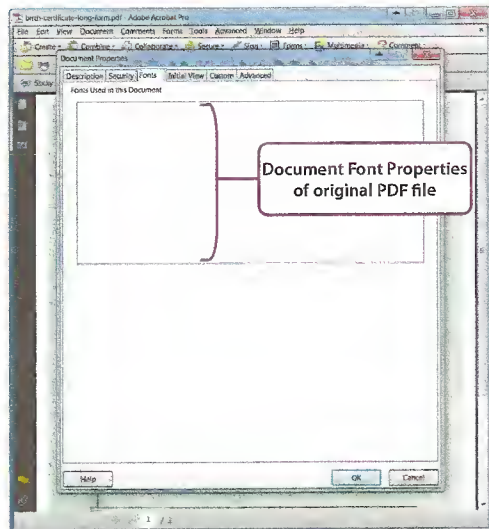 birth-certificate-long-form.pdf - Adobe Acrobat Pro
File Edit View Document Comments Forms Tools Advanced Window Help
Create Combine Collaborate Secure Sign Forms Multimedia Comment
Document Properties
Description Security Fonts Initial View Custom Advanced
Fonts Used in this Document
Document Font Properties
of original PDF file
Help OK Cancel
1 / 1